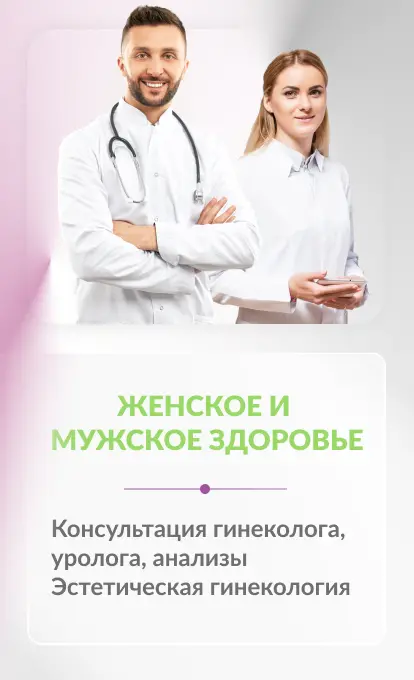 ЖЕНСКОЕ И
МУЖСКОЕ ЗДОРОВЬЕ
Консультация гинеколога,
уролога, анализы
Эстетическая гинекология